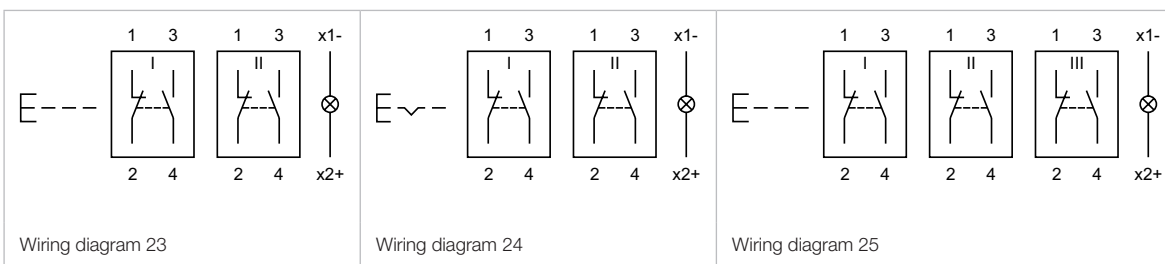 1 3 1 3 x1- 1 3 1 3 x1- 1 3 1 3 1 3 x1-
I II I II I II III
2 4 2 4 x2+ 2 4 2 4 x2+ 2 4 2 4 2 4 x2+
Wiring diagram 23 Wiring diagram 24 Wiring diagram 25